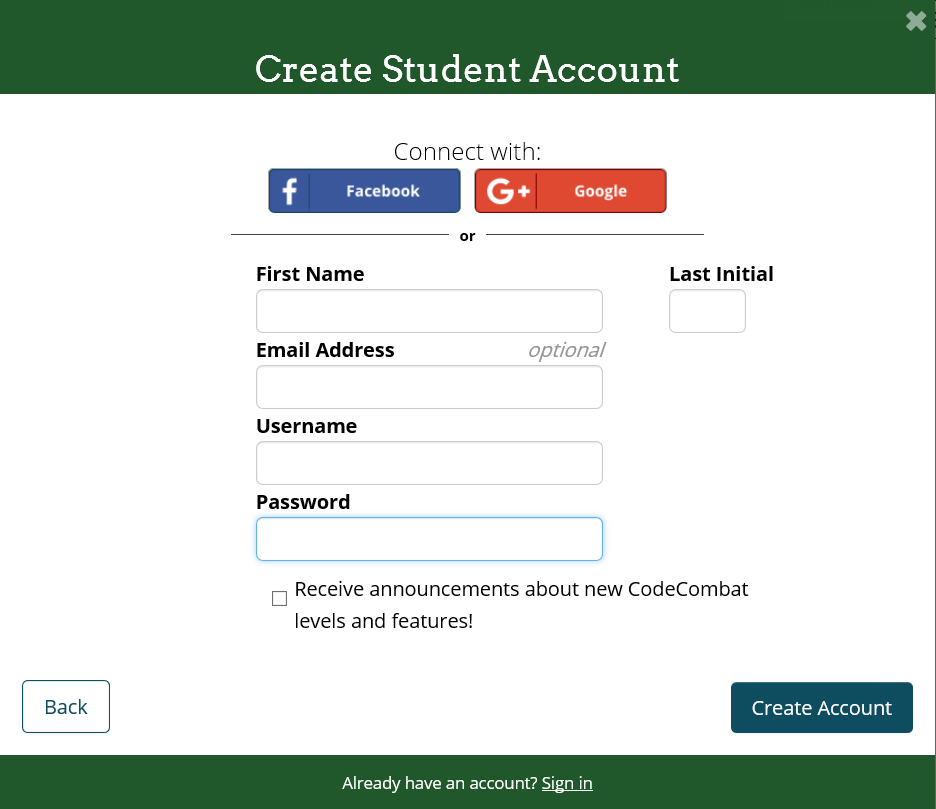 Create Student Account
Connect with:
Facebook
G+ Google
or
First Name Last Initial
Email Address optional
Username
Password
Receive announcements about new CodeCombat
levels and features!
Back Create Account
Already have an account? Sign in